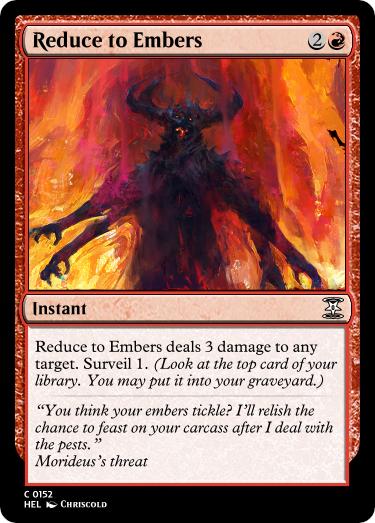 Reduce to Embers 2
Instant
Reduce to Embers deals 3 damage to any
target. Surveil 1. (Look at the top card of your
library. You may put it into your graveyard.)
“You think your embers tickle? I’ll relish the
chance to feast on your carcass after I deal with
the pests.”
Morideus’s threat
C 0152
HEL Chriscold